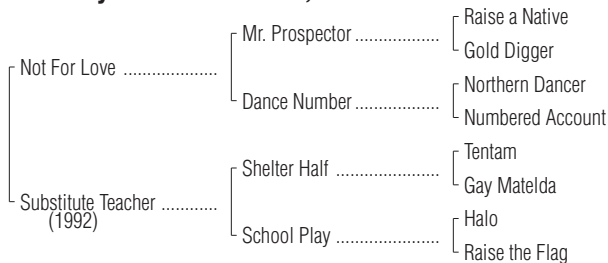 Raise a Native
Mr. Prospector ..................
Gold Digger
Not For Love ....................
Northern Dancer
Dance Number ..................
Numbered Account
Tentam
Shelter Half ......................
Gay Matelda
Substitute Teacher ............
(1992)
Halo
School Play ......................
Raise the Flag